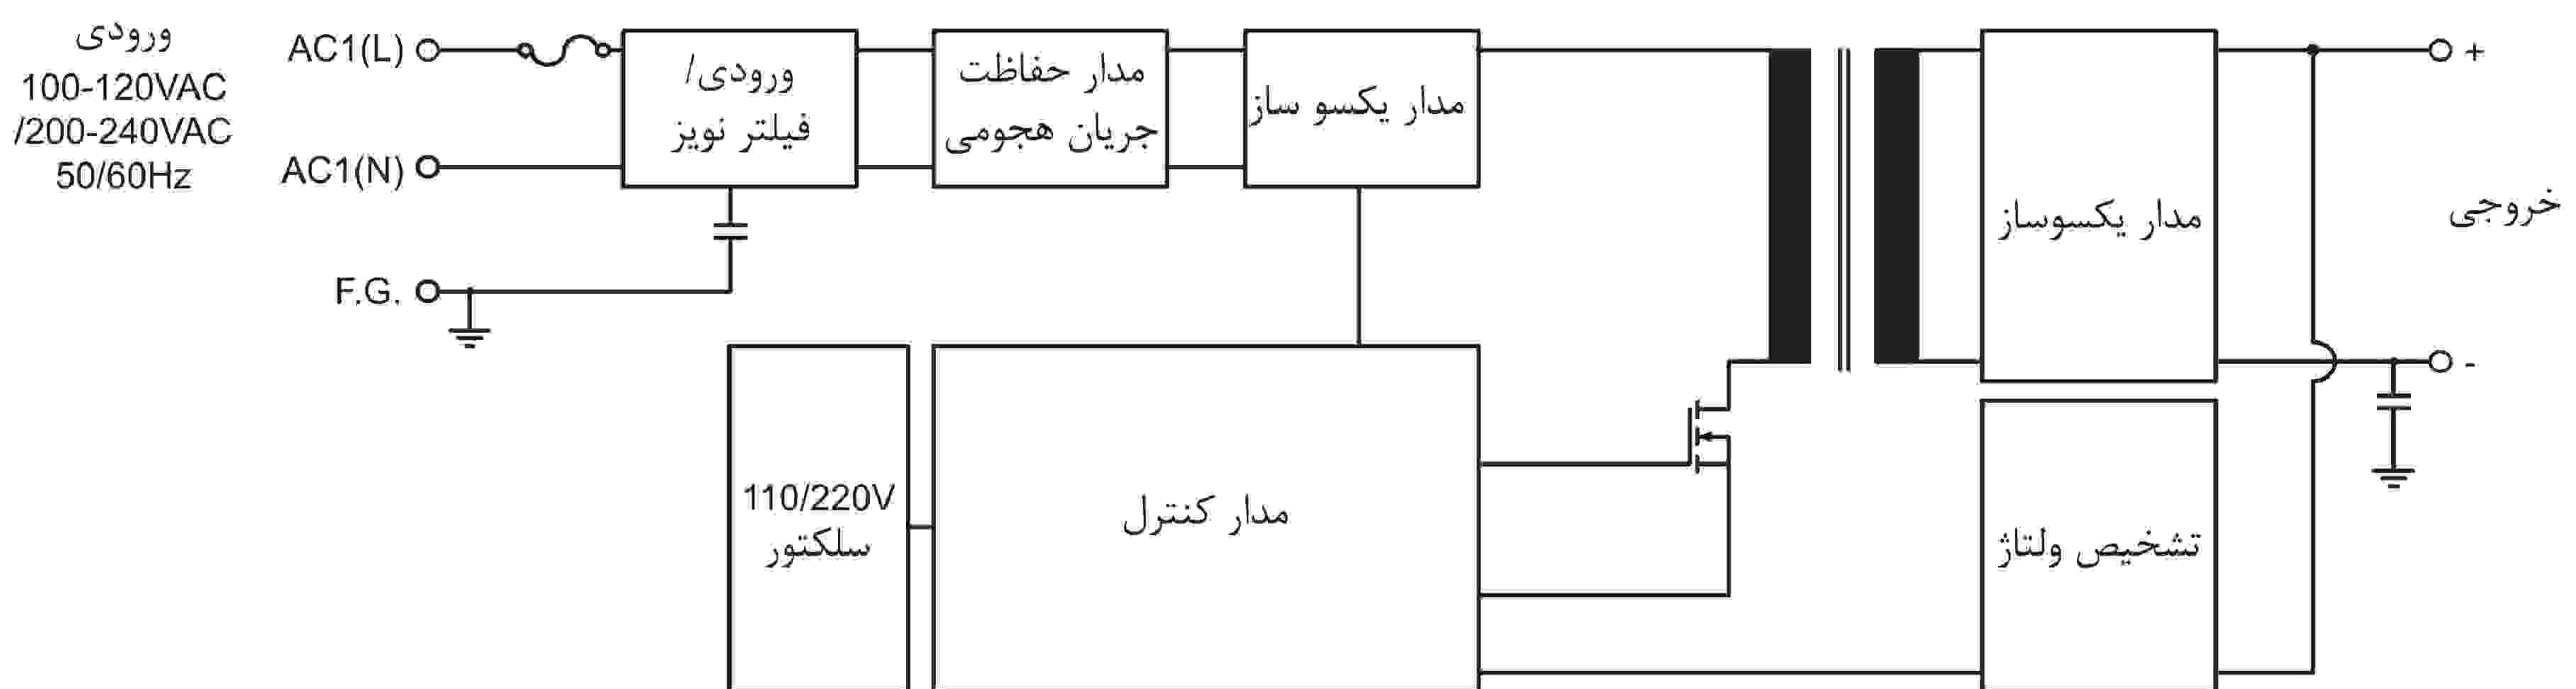 ورودی
100-120VAC
/200-240VAC
50/60Hz
AC1(L)
AC1(N)
F.G.
ورودی/
فیلتر نویز
مدار حفاظت
جریان هجومی
مدار یکسو ساز
مدار یکسوساز
+
خروجی
-
110/220V
سلکتور
مدار کنترل
تشخیص ولتاژ